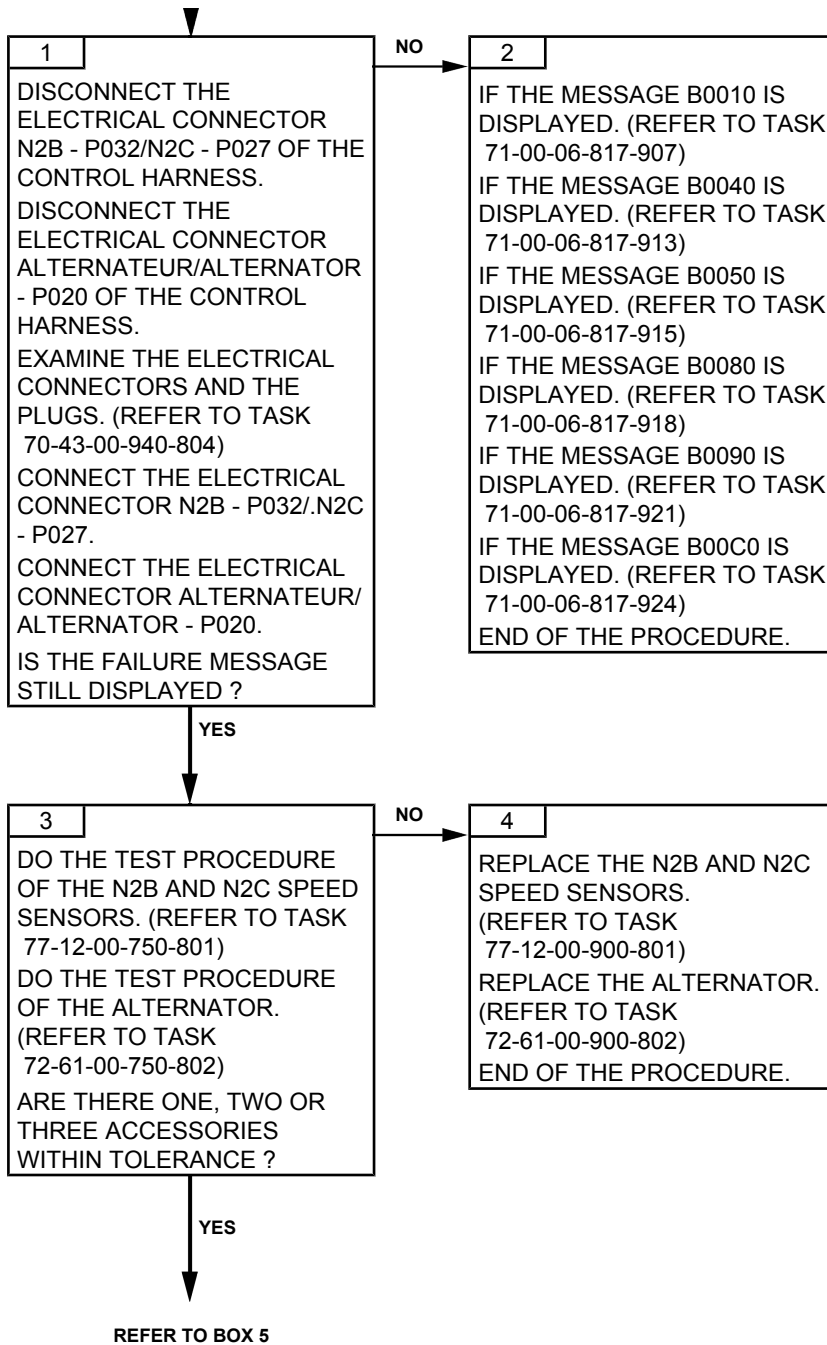 1
DISCONNECT THE
ELECTRICAL CONNECTOR
N2B - P032/N2C - P027 OF THE
CONTROL HARNESS.
DISCONNECT THE
ELECTRICAL CONNECTOR
ALTERNATEUR/ALTERNATOR
- P020 OF THE CONTROL
HARNESS.
EXAMINE THE ELECTRICAL
CONNECTORS AND THE
PLUGS. (REFER TO TASK
70-43-00-940-804)
CONNECT THE ELECTRICAL
CONNECTOR N2B - P032/.N2C
- P027.
CONNECT THE ELECTRICAL
CONNECTOR ALTERNATEUR/
ALTERNATOR - P020.
IS THE FAILURE MESSAGE
STILL DISPLAYED ?
NO
2
IF THE MESSAGE B0010 IS
DISPLAYED. (REFER TO TASK
71-00-06-817-907)
IF THE MESSAGE B0040 IS
DISPLAYED. (REFER TO TASK
71-00-06-817-913)
IF THE MESSAGE B0050 IS
DISPLAYED. (REFER TO TASK
71-00-06-817-915)
IF THE MESSAGE B0080 IS
DISPLAYED. (REFER TO TASK
71-00-06-817-918)
IF THE MESSAGE B0090 IS
DISPLAYED. (REFER TO TASK
71-00-06-817-921)
IF THE MESSAGE B00C0 IS
DISPLAYED. (REFER TO TASK
71-00-06-817-924)
END OF THE PROCEDURE.
YES
3
DO THE TEST PROCEDURE
OF THE N2B AND N2C SPEED
SENSORS. (REFER TO TASK
77-12-00-750-801)
DO THE TEST PROCEDURE
OF THE ALTERNATOR.
(REFER TO TASK
72-61-00-750-802)
ARE THERE ONE, TWO OR
THREE ACCESSORIES
WITHIN TOLERANCE ?
NO
4
REPLACE THE N2B AND N2C
SPEED SENSORS.
(REFER TO TASK
77-12-00-900-801)
REPLACE THE ALTERNATOR.
(REFER TO TASK
72-61-00-900-802)
END OF THE PROCEDURE.
YES
REFER TO BOX 5